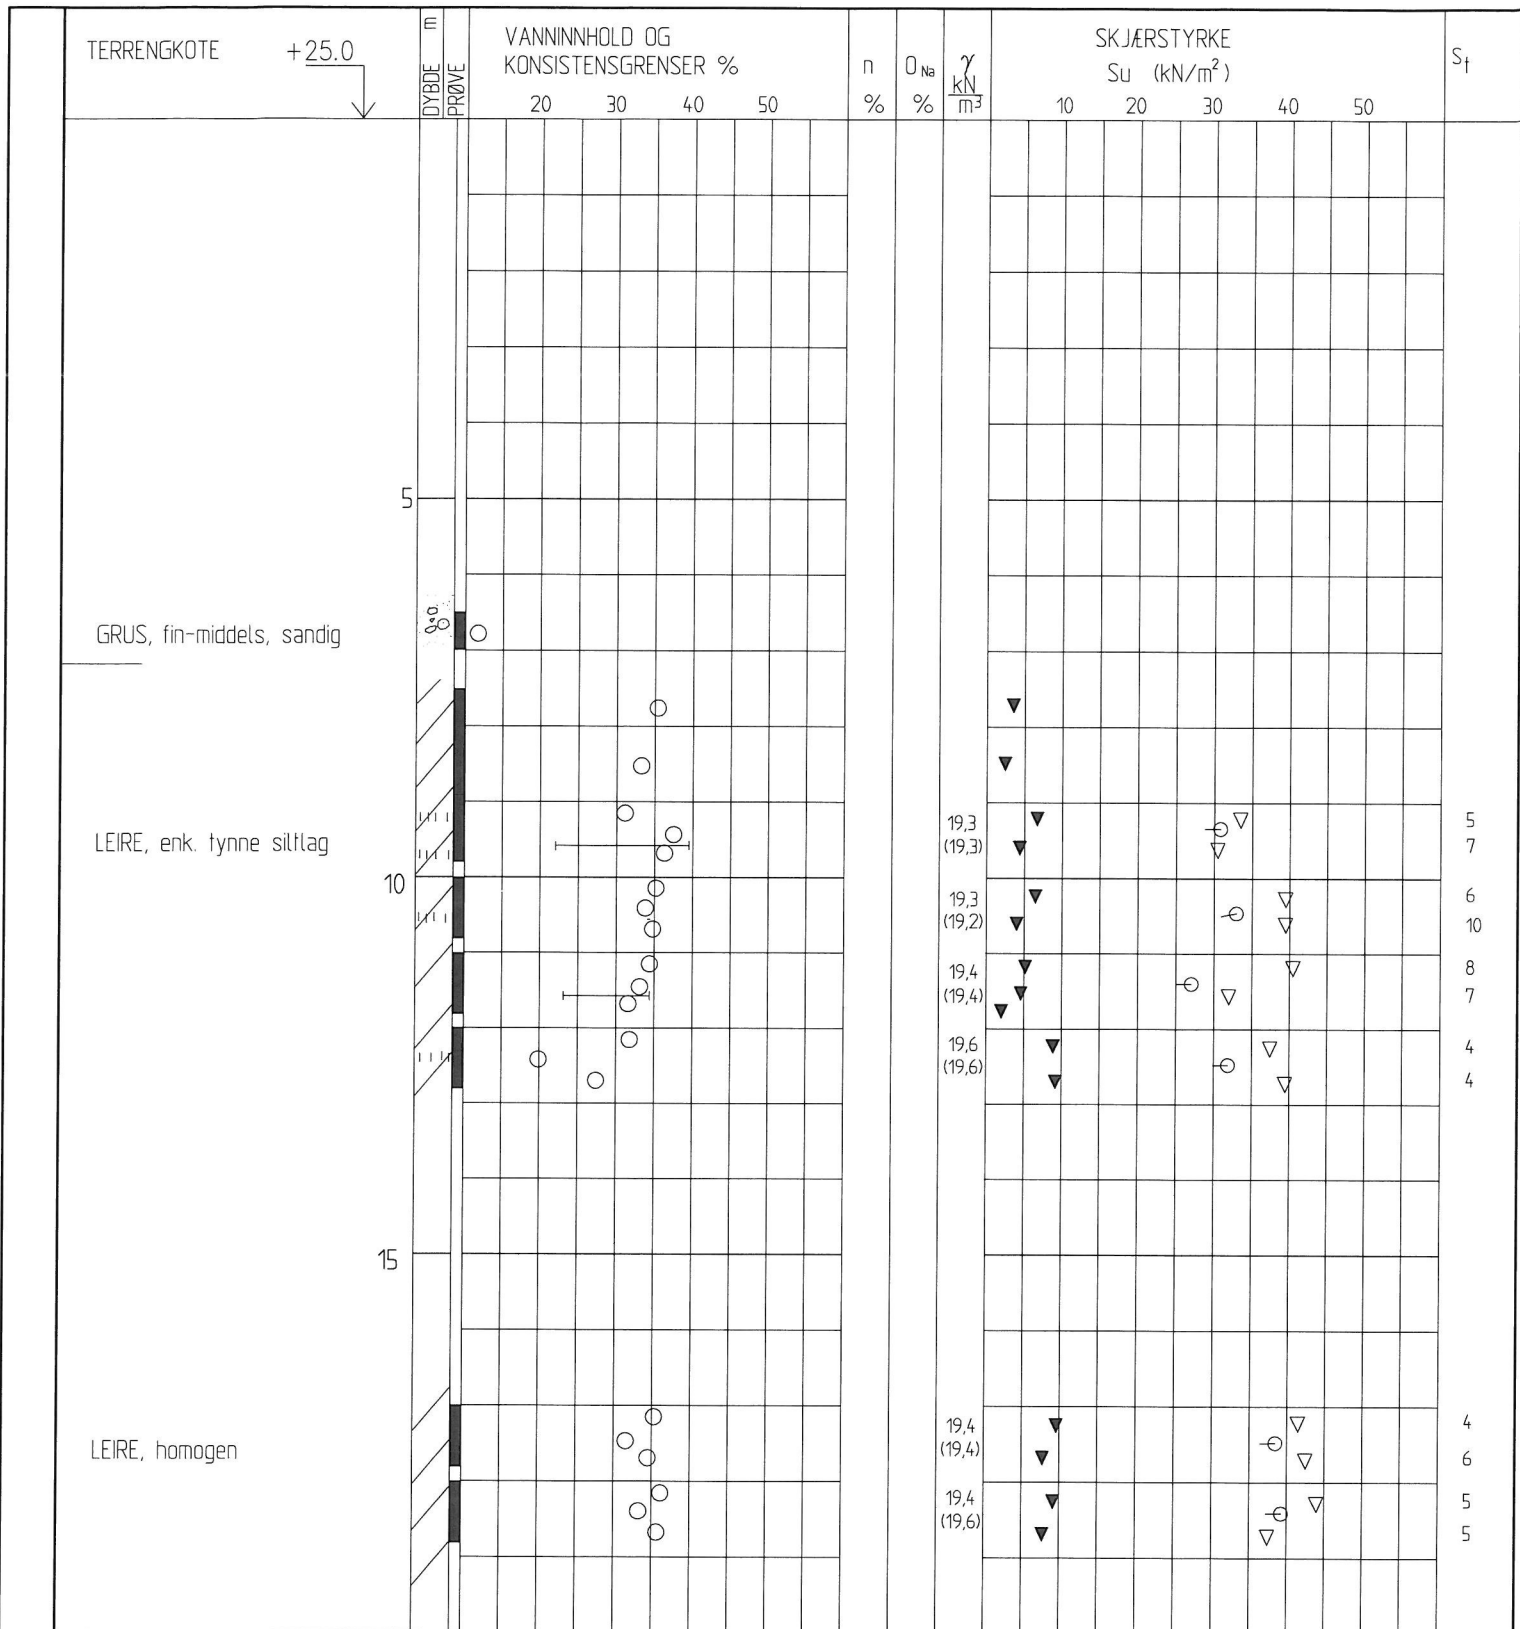 TERRENGKOTE +25.0
DYBDE m
PRØVE
VANNINNHOLD OG
KONSISTENSGRENSER %
20 30 40 50
n
%
O Na
%
γ
kN
m³
SKJÆRSTYRKE
Su (kN/m²)
10 20 30 40 50
St
5
GRUS, fin-middels, sandig
19,3 5
LEIRE, enk. tynne siltlag
(19,3) 7
10
19,3 6
(19,2) 10
19,4 8
(19,4) 7
19,6 4
(19,6) 4
15
19,4 4
LEIRE, homogen
(19,4) 6
19,4 5
(19,6) 5